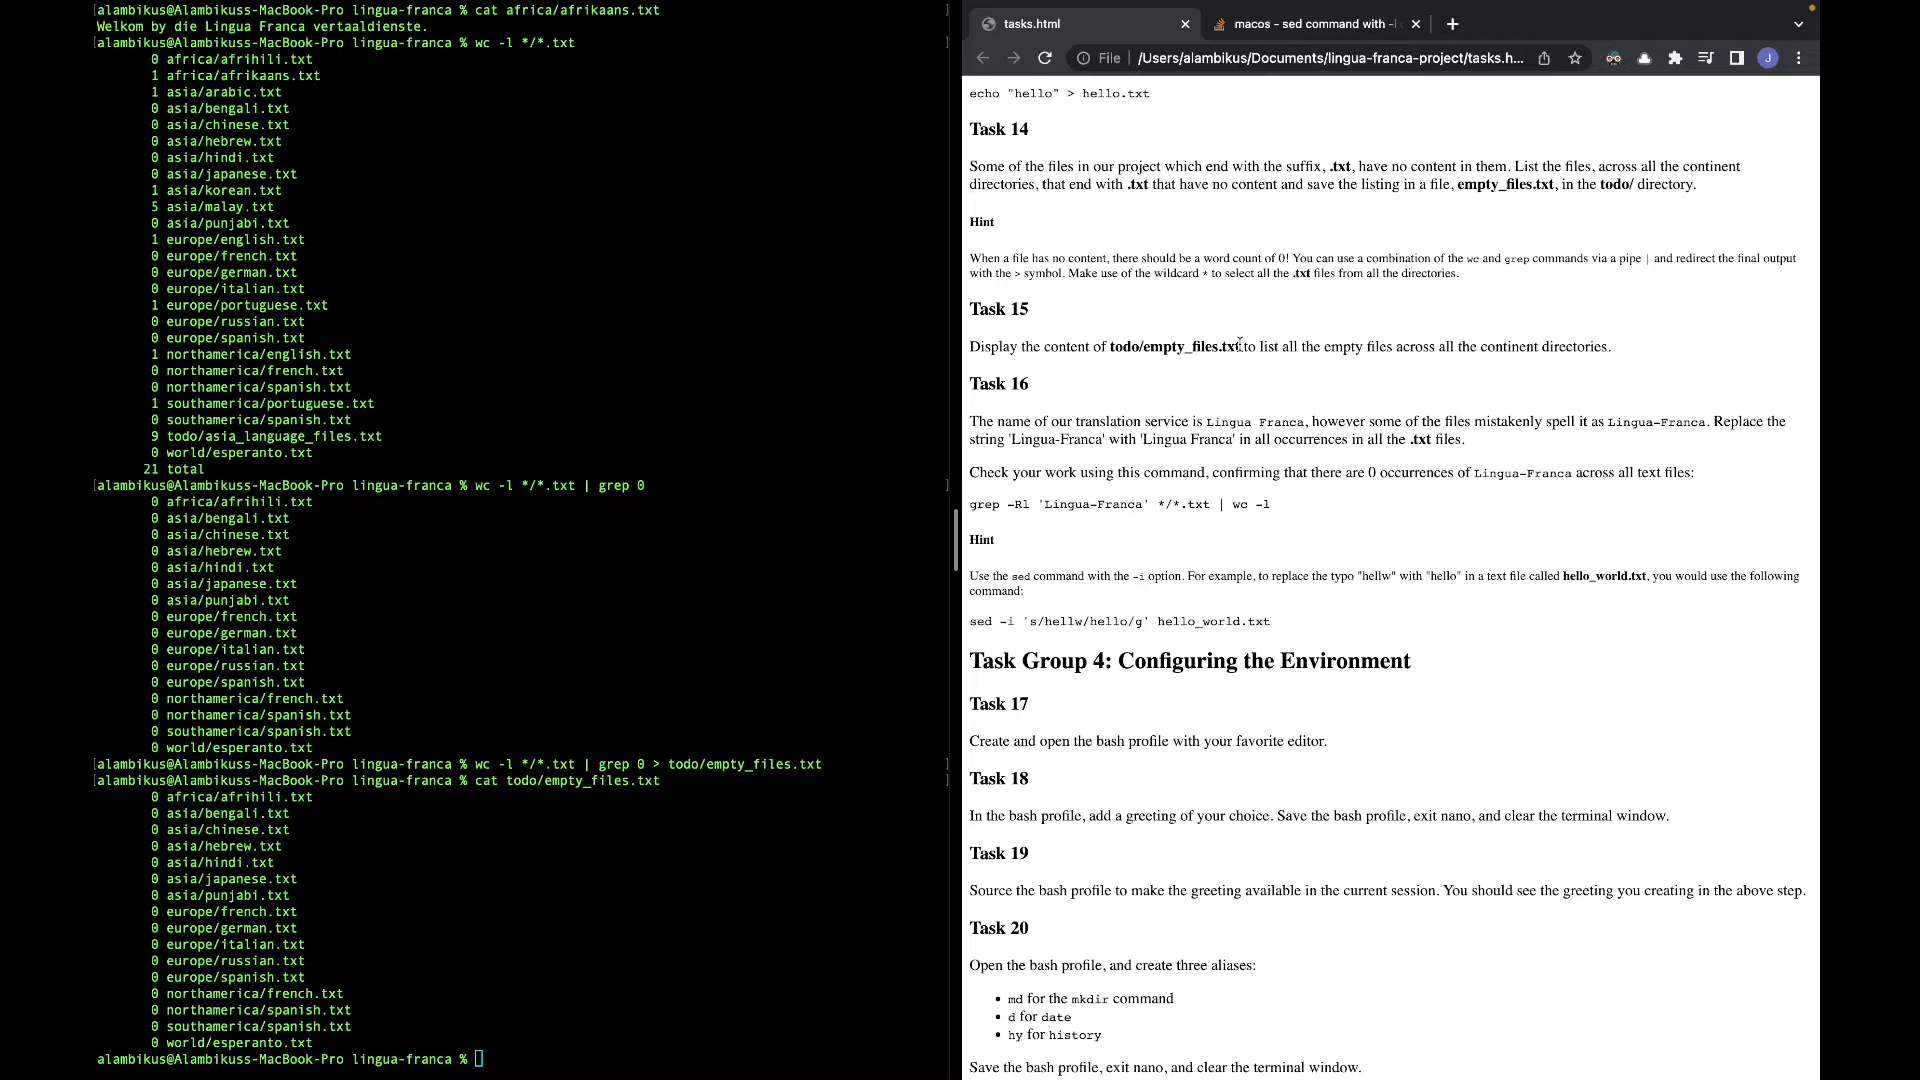 alambikus@Alambikuss-MacBook-Pro lingua-franca % cat africa/afrikaans.txt
Welkom by die Lingua Franca vertaaldienste.
alambikus@Alambikuss-MacBook-Pro lingua-franca % wc -l */*.txt
0 africa/afrihili.txt
1 africa/afrikaans.txt
1 asia/arabic.txt
0 asia/bengali.txt
0 asia/chinese.txt
0 asia/hebrew.txt
0 asia/hindi.txt
0 asia/japanese.txt
1 asia/korean.txt
5 asia/malay.txt
0 asia/punjabi.txt
1 europe/english.txt
0 europe/french.txt
0 europe/german.txt
0 europe/italian.txt
1 europe/portuguese.txt
0 europe/russian.txt
0 europe/spanish.txt
1 northamerica/english.txt
0 northamerica/french.txt
0 northamerica/spanish.txt
1 southamerica/portuguese.txt
0 southamerica/spanish.txt
9 todo/asia_language_files.txt
0 world/esperanto.txt
21 total
alambikus@Alambikuss-MacBook-Pro lingua-franca % wc -l */*.txt | grep 0
0 africa/afrihili.txt
0 asia/bengali.txt
0 asia/chinese.txt
0 asia/hebrew.txt
0 asia/hindi.txt
0 asia/japanese.txt
0 asia/punjabi.txt
0 europe/french.txt
0 europe/german.txt
0 europe/italian.txt
0 europe/russian.txt
0 europe/spanish.txt
0 northamerica/french.txt
0 northamerica/spanish.txt
0 southamerica/spanish.txt
0 world/esperanto.txt
alambikus@Alambikuss-MacBook-Pro lingua-franca % wc -l */*.txt | grep 0 > todo/empty_files.txt
alambikus@Alambikuss-MacBook-Pro lingua-franca % cat todo/empty_files.txt
0 africa/afrihili.txt
0 asia/bengali.txt
0 asia/chinese.txt
0 asia/hebrew.txt
0 asia/hindi.txt
0 asia/japanese.txt
0 asia/punjabi.txt
0 europe/french.txt
0 europe/german.txt
0 europe/italian.txt
0 europe/russian.txt
0 europe/spanish.txt
0 northamerica/french.txt
0 northamerica/spanish.txt
0 southamerica/spanish.txt
0 world/esperanto.txt
alambikus@Alambikuss-MacBook-Pro lingua-franca %
tasks.html
macos - sed command with -i
File | /Users/alambikus/Documents/lingua-franca-project/tasks.h...
J
echo "hello" > hello.txt
Task 14
Some of the files in our project which end with the suffix, .txt, have no content in them. List the files, across all the continent
directories, that end with .txt that have no content and save the listing in a file, empty_files.txt, in the todo/ directory.
Hint
When a file has no content, there should be a word count of 0! You can use a combination of the wc and grep commands via a pipe | and redirect the final output
with the > symbol. Make use of the wildcard * to select all the .txt files from all the directories.
Task 15
Display the content of todo/empty_files.txt to list all the empty files across all the continent directories.
Task 16
The name of our translation service is Lingua Franca, however some of the files mistakenly spell it as Lingua-Franca. Replace the
string 'Lingua-Franca' with 'Lingua Franca' in all occurrences in all the .txt files.
Check your work using this command, confirming that there are 0 occurrences of Lingua-Franca across all text files:
grep -Rl 'Lingua-Franca' */*.txt | wc -l
Hint
Use the sed command with the -i option. For example, to replace the typo "hellw" with "hello" in a text file called hello_world.txt, you would use the following
command:
sed -i 's/hellw/hello/g' hello_world.txt
Task Group 4: Configuring the Environment
Task 17
Create and open the bash profile with your favorite editor.
Task 18
In the bash profile, add a greeting of your choice. Save the bash profile, exit nano, and clear the terminal window.
Task 19
Source the bash profile to make the greeting available in the current session. You should see the greeting you creating in the above step.
Task 20
Open the bash profile, and create three aliases:
• md for the mkdir command
• d for date
• hy for history
Save the bash profile, exit nano, and clear the terminal window.